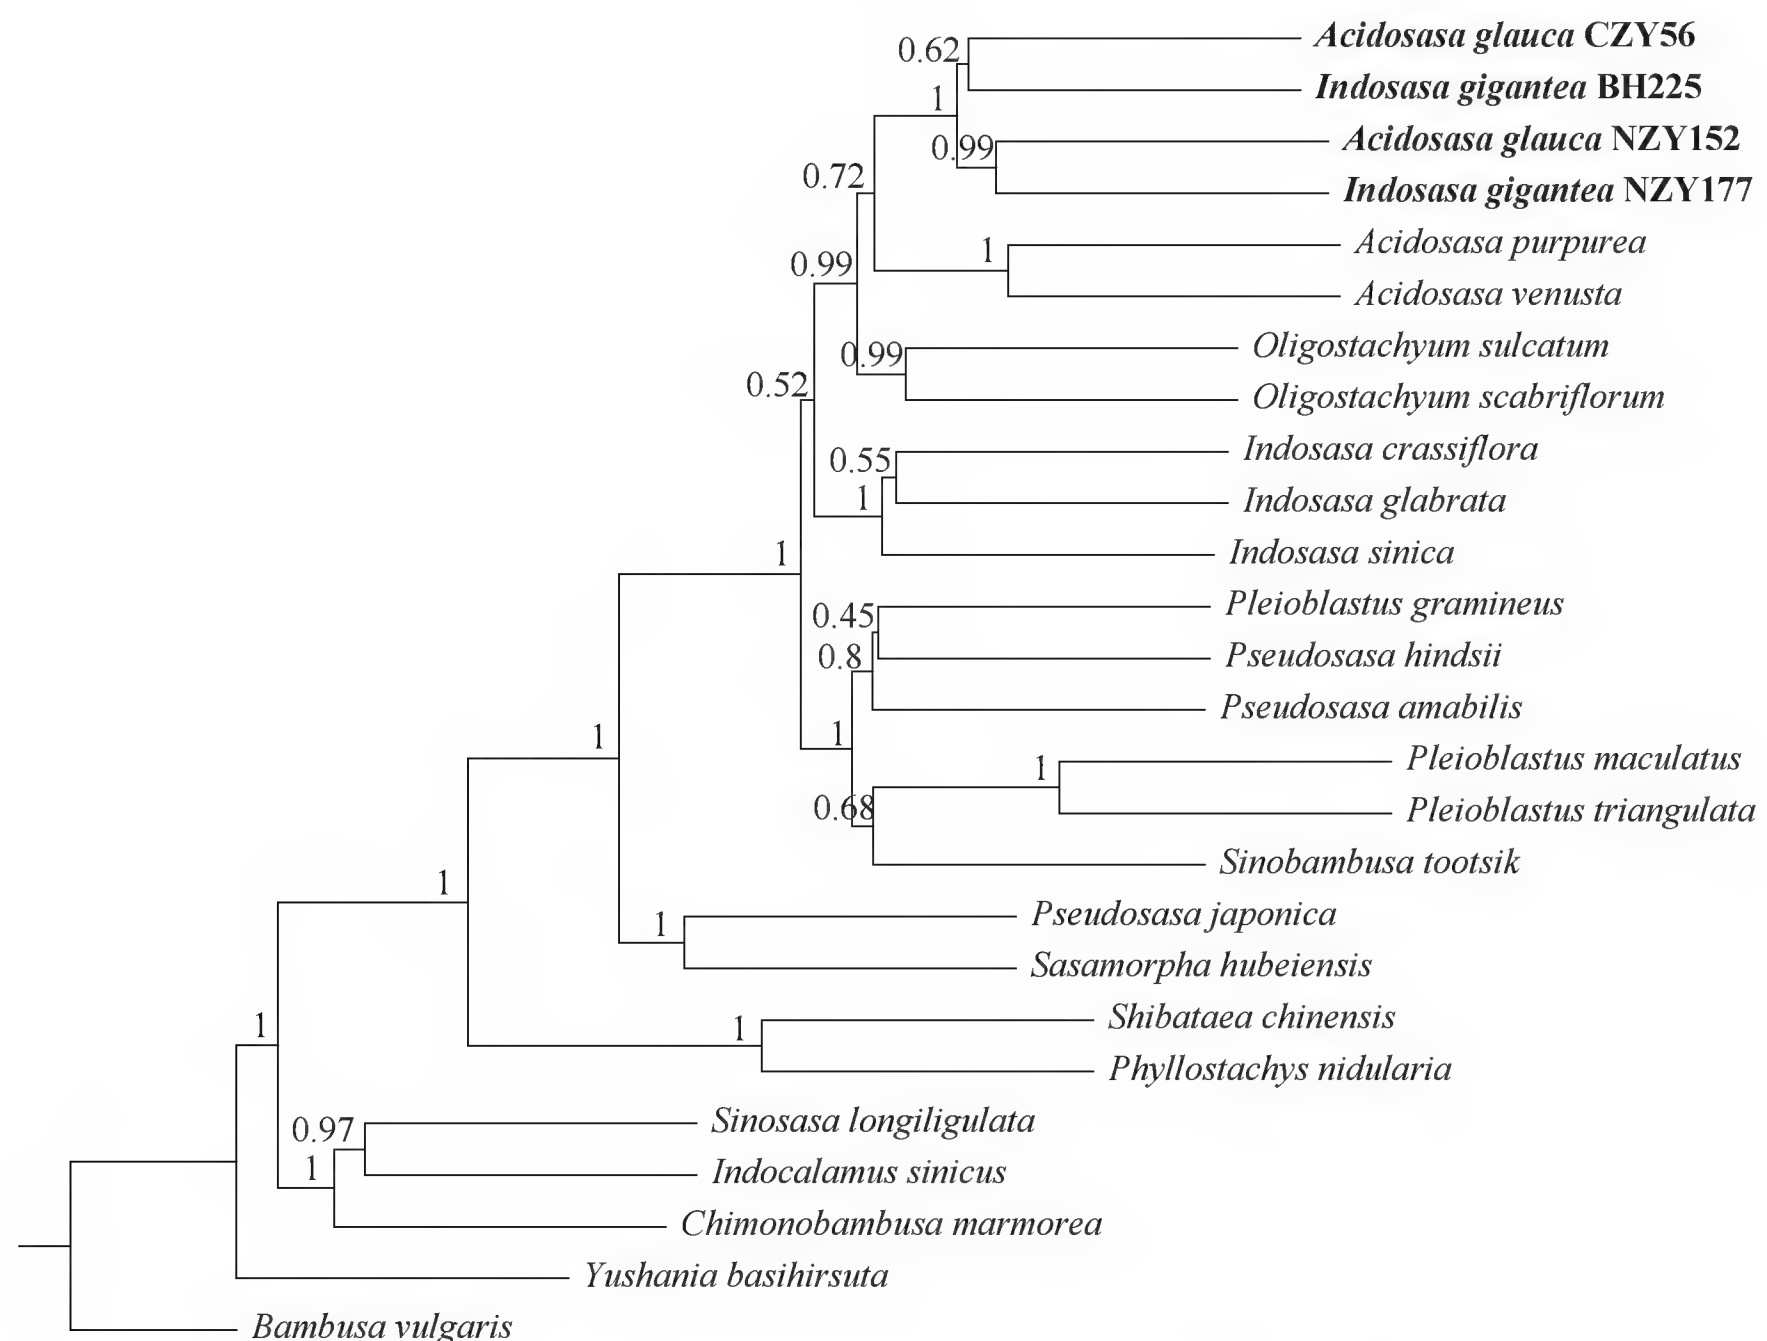 0.62
Acidosasa glauca CZY56
Indosasa gigantea BH225
1
Acidosasa glauca NZY152
0.99
0.72
Indosasa gigantea NZY177
Acidosasa purpurea
1
0.99
Acidosasa venusta
Oligostachyum sulcatum
0.99
0.52
Oligostachyum scabriflorum
Indosasa crassiflora
0.55
1
Indosasa glabrata
Indosasa sinica
1
Pleioblastus gramineus
0.45
0.8
Pseudosasa hindsii
Pseudosasa amabilis
1
1
Pleioblastus maculatus
1
0.68
Pleioblastus triangulata
Sinobambusa tootsik
1
Pseudosasa japonica
1
Sasamorpha hubeiensis
Shibataea chinensis
1
1
Phyllostachys nidularia
Sinosasa longiligulata
0.97
1
Indocalamus sinicus
Chimonobambusa marmorea
Yushania basihirsuta
Bambusa vulgaris